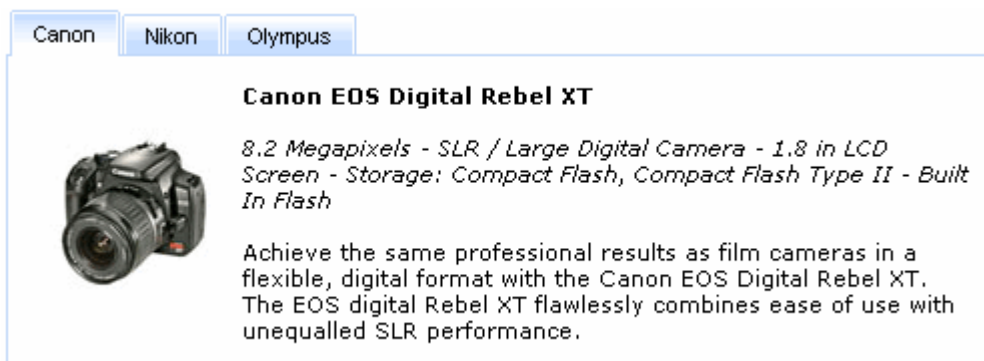 Canon Nikon Olympus
Canon EOS Digital Rebel XT
8.2 Megapixels - SLR / Large Digital Camera - 1.8 in LCD
Screen - Storage: Compact Flash, Compact Flash Type II - Built
In Flash
Achieve the same professional results as film cameras in a
flexible, digital format with the Canon EOS Digital Rebel XT.
The EOS digital Rebel XT flawlessly combines ease of use with
unequalled SLR performance.